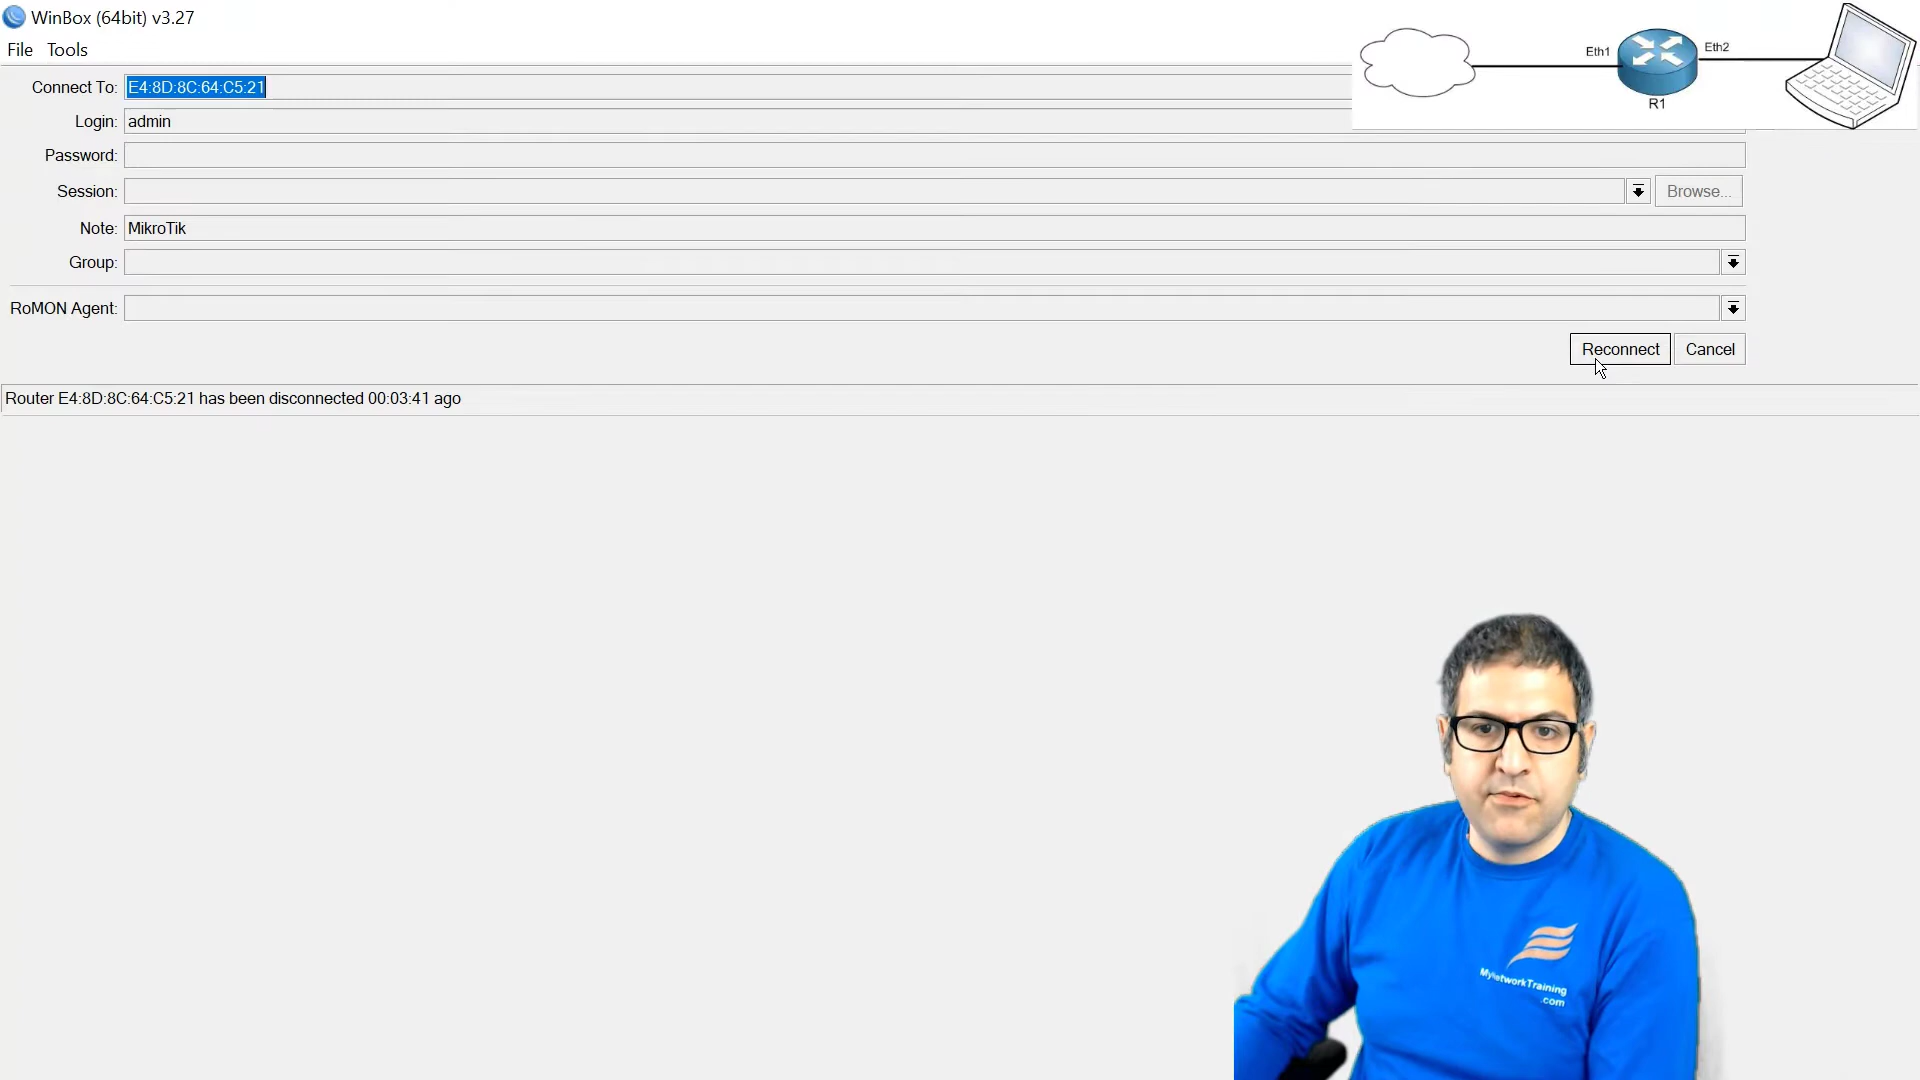 WinBox (64bit) v3.27
File Tools
Connect To: E4:8D:8C:64:C5:21
Login: admin
Password:
Session: Browse...
Note: MikroTik
Group:
RoMON Agent:
Reconnect Cancel
Router E4:8D:8C:64:C5:21 has been disconnected 00:03:41 ago
Eth1
Eth2
R1
MyNetworkTraining
.com